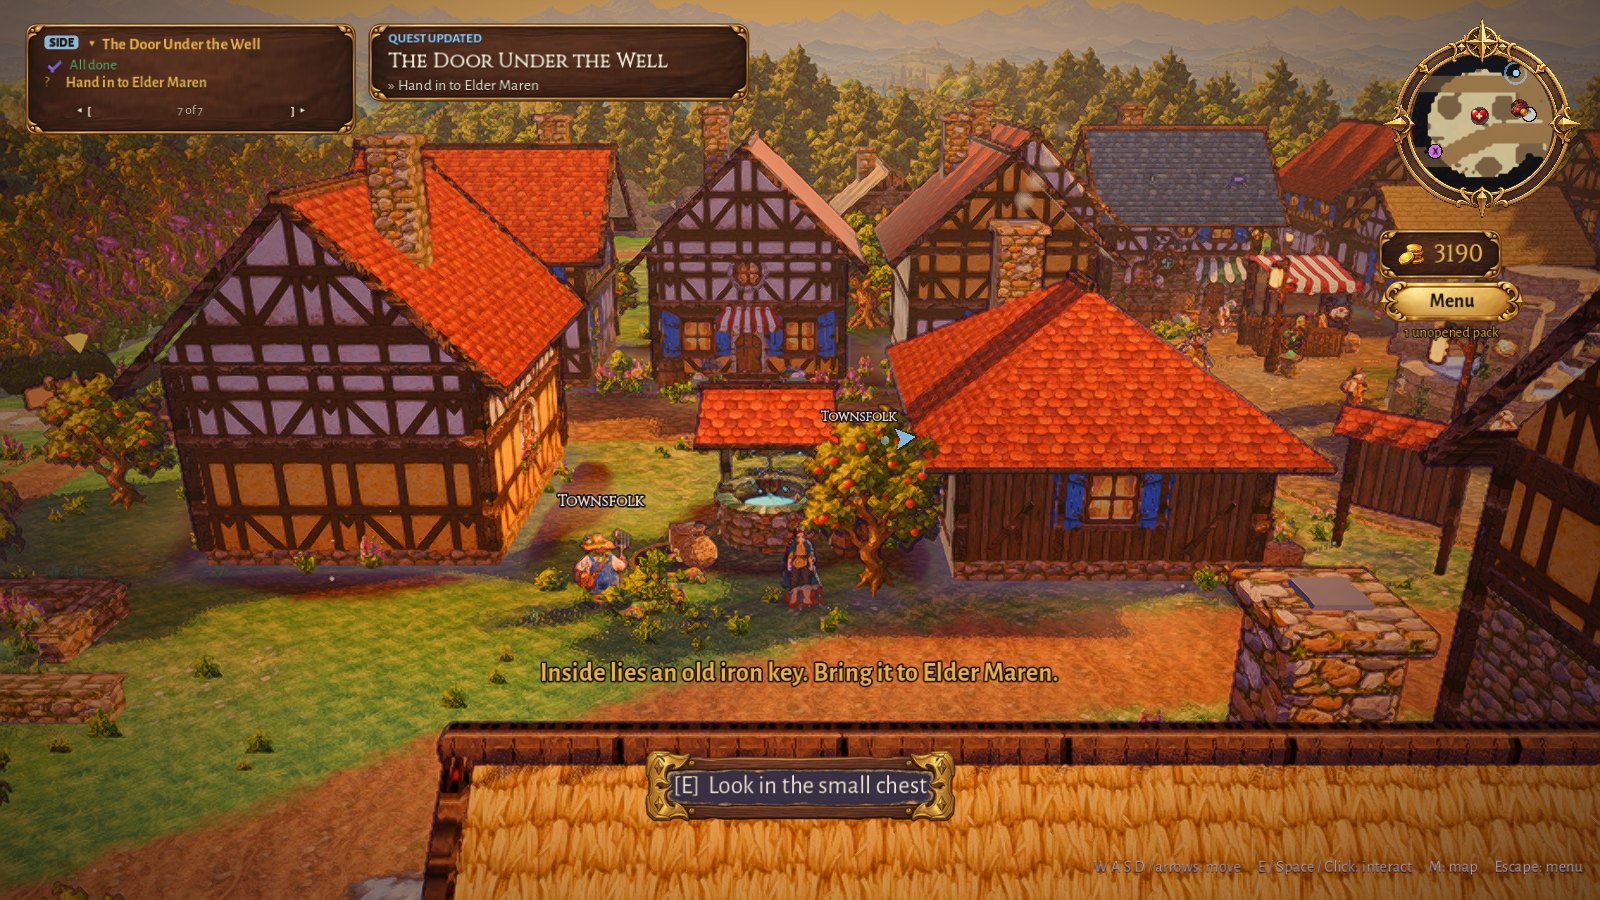 SIDE The Door Under the Well
All done
? Hand in to Elder Maren
[ 7 of 7 ]
QUEST UPDATED
THE DOOR UNDER THE WELL
» Hand in to Elder Maren
X
3190
Menu
1 unopened pack
TOWNSFOLK
TOWNSFOLK
Inside lies an old iron key. Bring it to Elder Maren.
[E] Look in the small chest
W A S D / arrows: move E / Space / Click: interact M: map Escape: menu